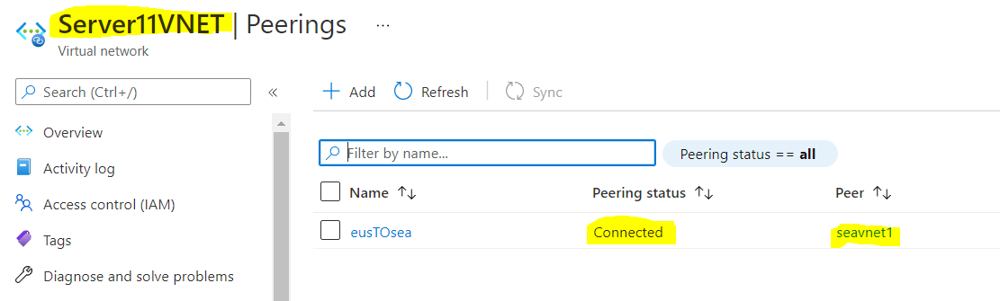 Server11VNET | Peerings ...
Virtual network
Search (Ctrl+/) «
Add Refresh Sync
Overview
Activity log
Access control (IAM)
Tags
Diagnose and solve problems
Filter by name... Peering status == all
Name ↑↓ Peering status ↑↓ Peer ↑↓
eusTOsea Connected seavnet1